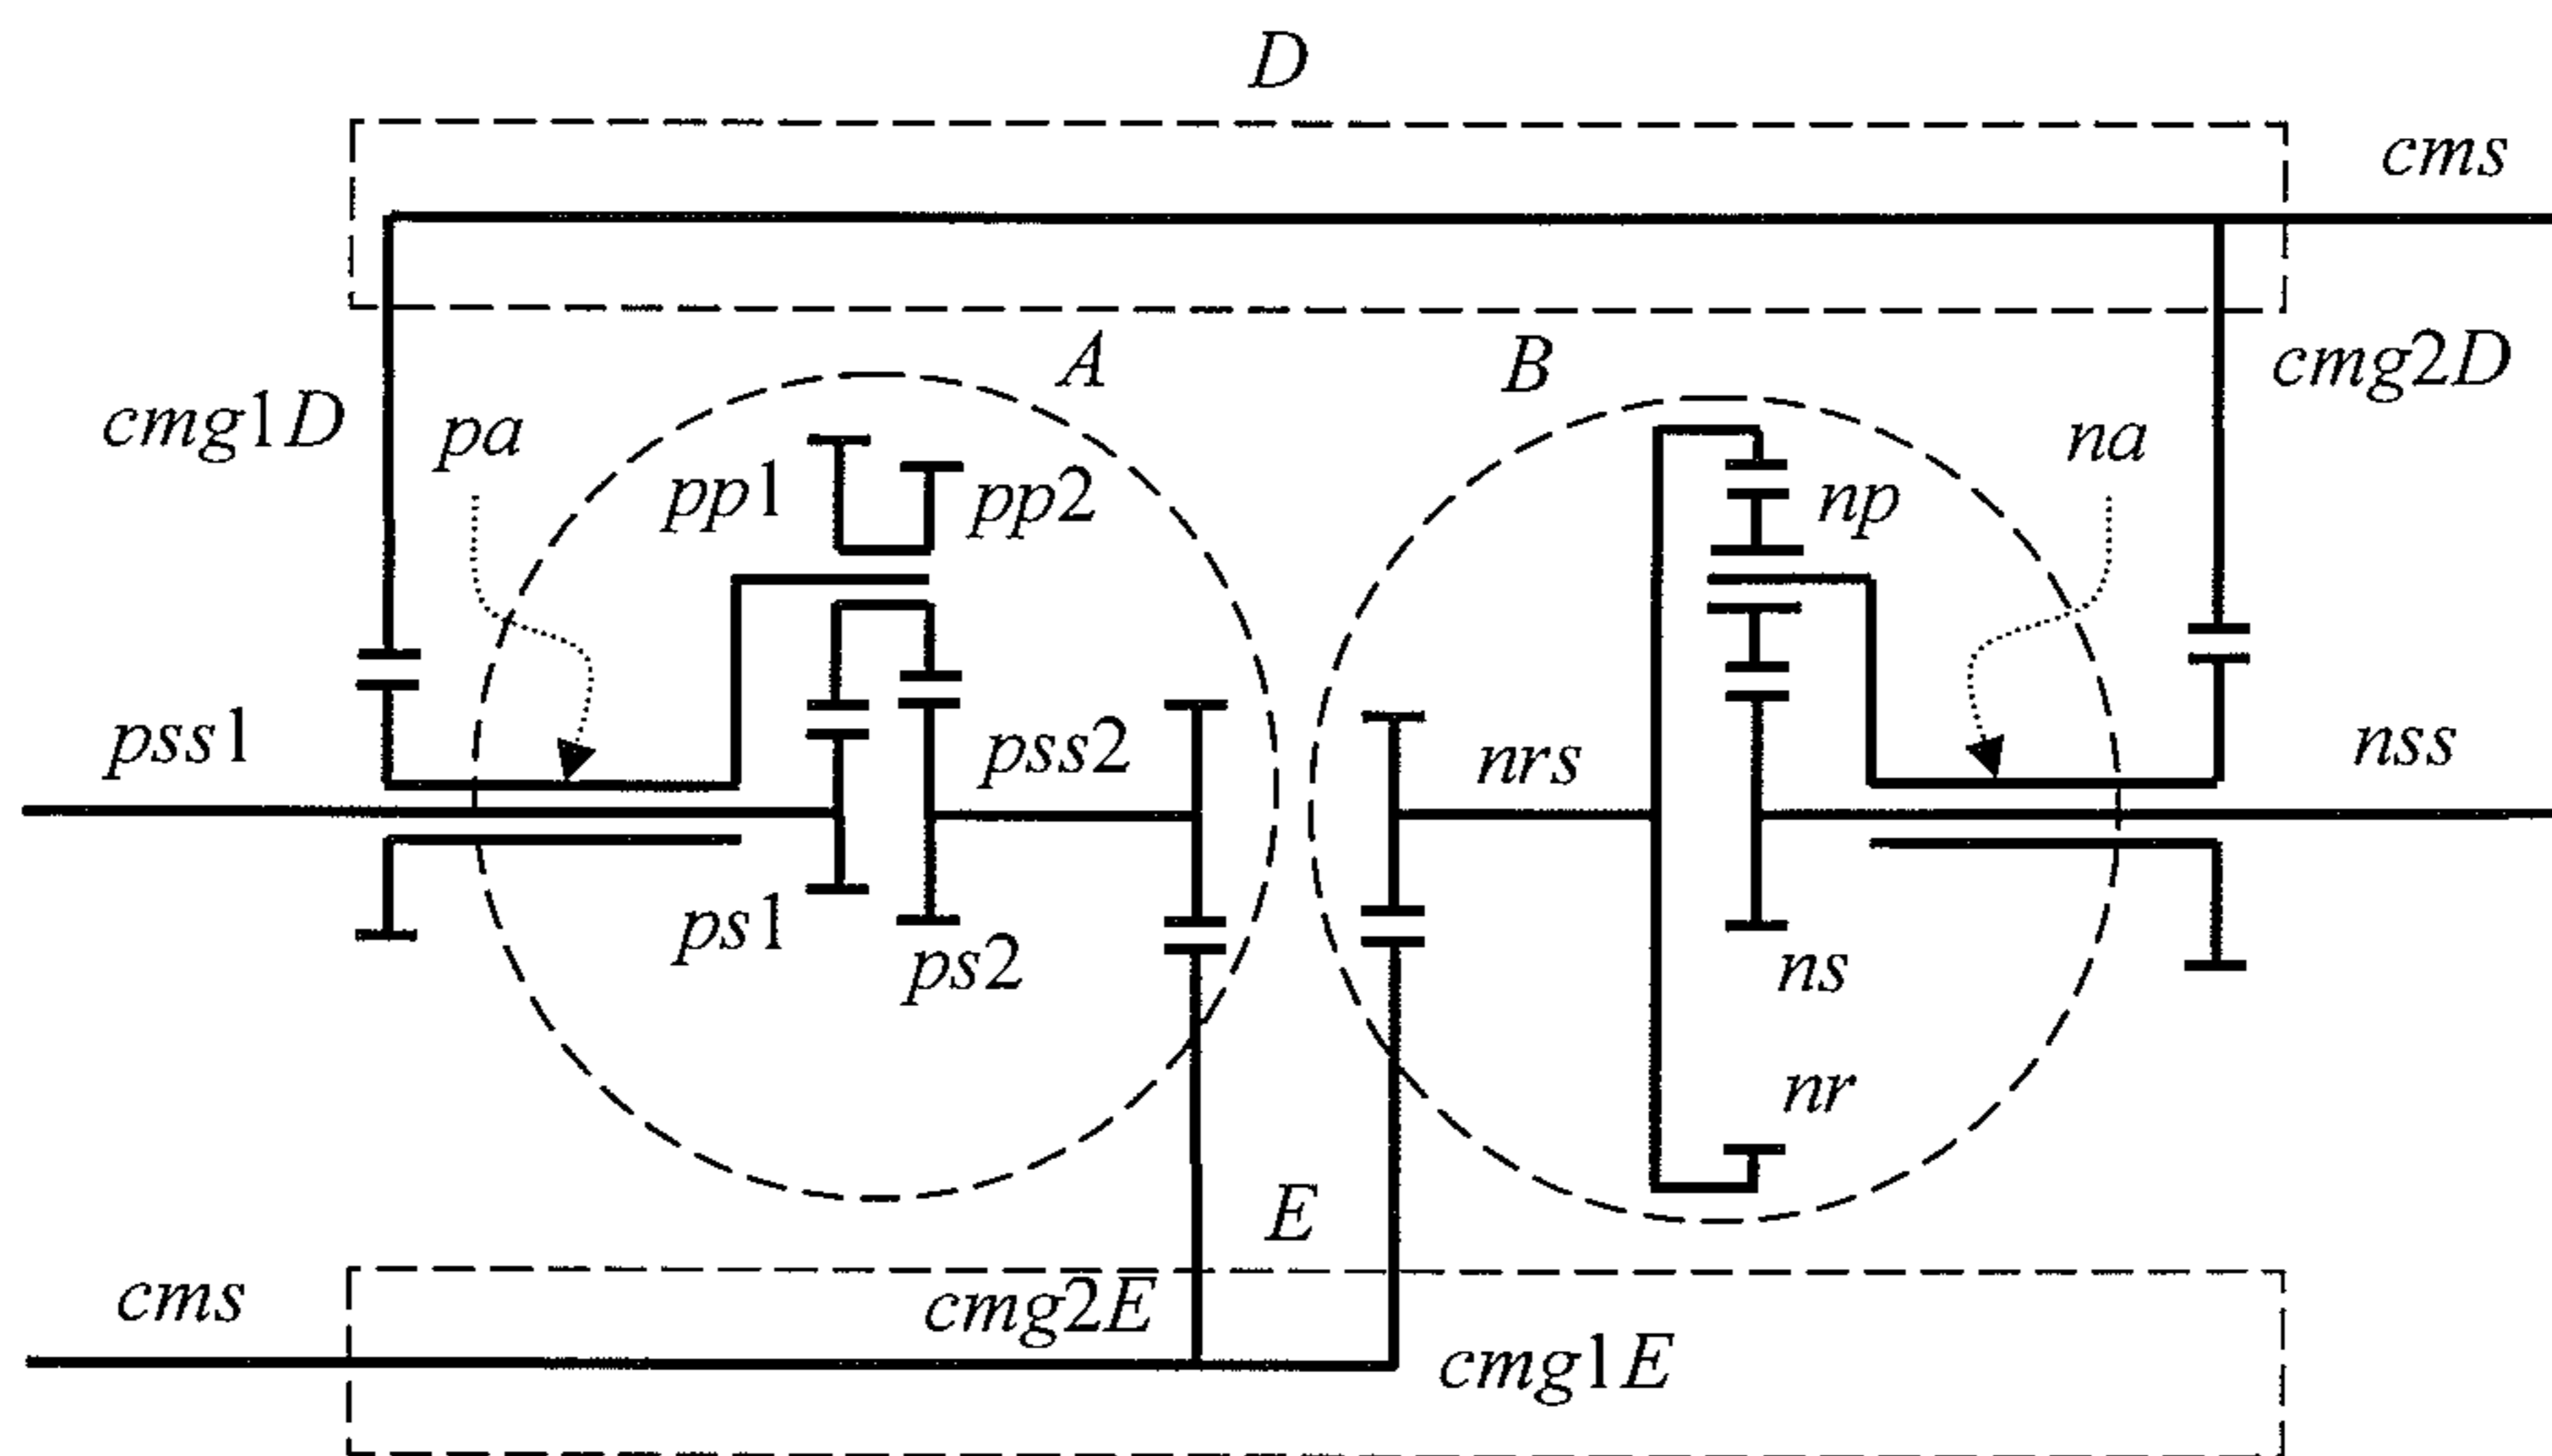 D
cms
A
B
cmg1D
pa
cmg2D
na
pp1
pp2
np
pss1
pss2
nrs
nss
ps1
ps2
ns
nr
E
cms
cmg2E
cmg1E